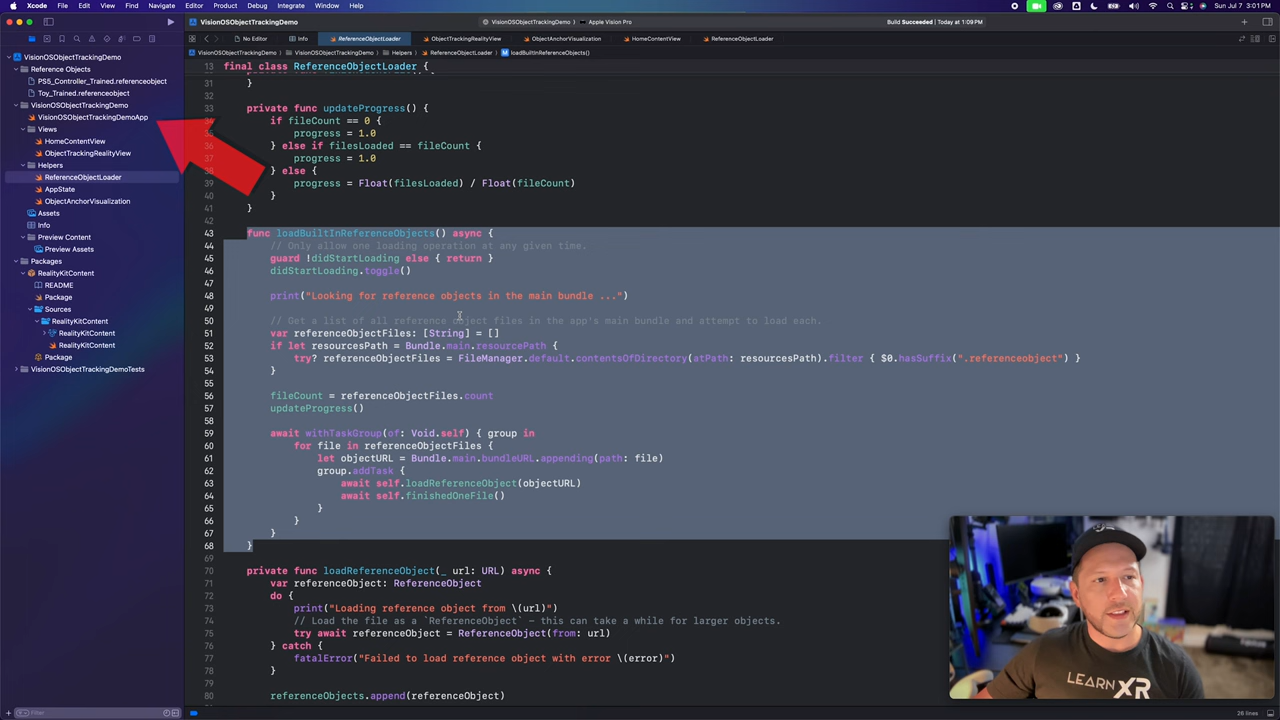 Xcode File Edit View Find Navigate Editor Product Debug Integrate Window Help Sun Jul 7 3:01 PM
VisionOSObjectTrackingDemo VisionOSObjectTrackingDemo Apple Vision Pro Build Succeeded | Today at 1:09 PM
No Editor Info ReferenceObjectLoader ObjectTrackingRealityView ObjectAnchorVisualization HomeContentView ReferenceObjectLoader
VisionOSObjectTrackingDemo VisionOSObjectTrackingDemo Helpers ReferenceObjectLoader loadBuiltInReferenceObjects()
VisionOSObjectTrackingDemo
Reference Objects
PS5_Controller_Trained.referenceobject
Toy_Trained.referenceobject
VisionOSObjectTrackingDemo
VisionOSObjectTrackingDemoApp
Views
HomeContentView
ObjectTrackingRealityView
Helpers
ReferenceObjectLoader
AppState
ObjectAnchorVisualization
Assets
Info
Preview Content
Preview Assets
Packages
RealityKitContent
README
Package
Sources
RealityKitContent
RealityKitContent
RealityKitContent
Package
VisionOSObjectTrackingDemoTests
Filter
13 final class ReferenceObjectLoader {
31 }
32
33 private func updateProgress() {
34 if fileCount == 0 {
35 progress = 1.0
36 } else if filesLoaded == fileCount {
37 progress = 1.0
38 } else {
39 progress = Float(filesLoaded) / Float(fileCount)
40 }
41 }
42
43 func loadBuiltInReferenceObjects() async {
44 // Only allow one loading operation at any given time.
45 guard !didStartLoading else { return }
46 didStartLoading.toggle()
47
48 print("Looking for reference objects in the main bundle ...")
49
50 // Get a list of all reference object files in the app's main bundle and attempt to load each.
51 var referenceObjectFiles: [String] = []
52 if let resourcesPath = Bundle.main.resourcePath {
53 try? referenceObjectFiles = FileManager.default.contentsOfDirectory(atPath: resourcesPath).filter { $0.hasSuffix(".referenceobject") }
54 }
55
56 fileCount = referenceObjectFiles.count
57 updateProgress()
58
59 await withTaskGroup(of: Void.self) { group in
60 for file in referenceObjectFiles {
61 let objectURL = Bundle.main.bundleURL.appending(path: file)
62 group.addTask {
63 await self.loadReferenceObject(objectURL)
64 await self.finishedOneFile()
65 }
66 }
67 }
68 }
69
70 private func loadReferenceObject(_ url: URL) async {
71 var referenceObject: ReferenceObject
72 do {
73 print("Loading reference object from \(url)")
74 // Load the file as a `ReferenceObject` - this can take a while for larger objects.
75 try await referenceObject = ReferenceObject(from: url)
76 } catch {
77 fatalError("Failed to load reference object with error \(error)")
78 }
79
80 referenceObjects.append(referenceObject)
26 lines
LEARN XR